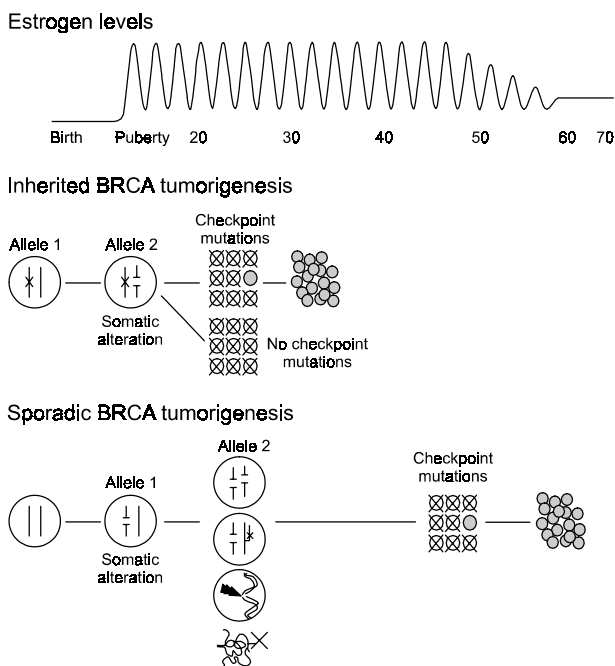 Estrogen levels
Birth Puberty 20 30 40 50 60 70
Inherited BRCA tumorigenesis
Checkpoint
mutations
Allele 1 Allele 2
Somatic
alteration
No checkpoint
mutations
Sporadic BRCA tumorigenesis
Allele 2
Checkpoint
mutations
Allele 1
Somatic
alteration